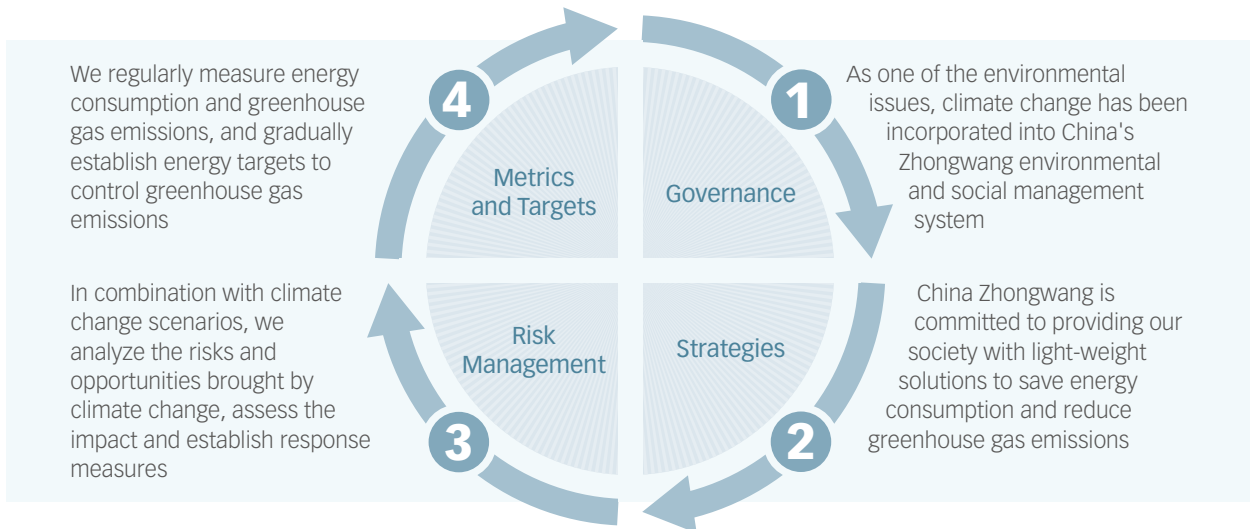 1
Governance
As one of the environmental
issues, climate change has been
incorporated into China's
Zhongwang environmental
and social management
system
2
Strategies
China Zhongwang is
committed to providing our
society with light-weight
solutions to save energy
consumption and reduce
greenhouse gas emissions
3
Risk
Management
In combination with climate
change scenarios, we
analyze the risks and
opportunities brought by
climate change, assess the
impact and establish response
measures
4
Metrics
and Targets
We regularly measure energy
consumption and greenhouse
gas emissions, and gradually
establish energy targets to
control greenhouse gas
emissions